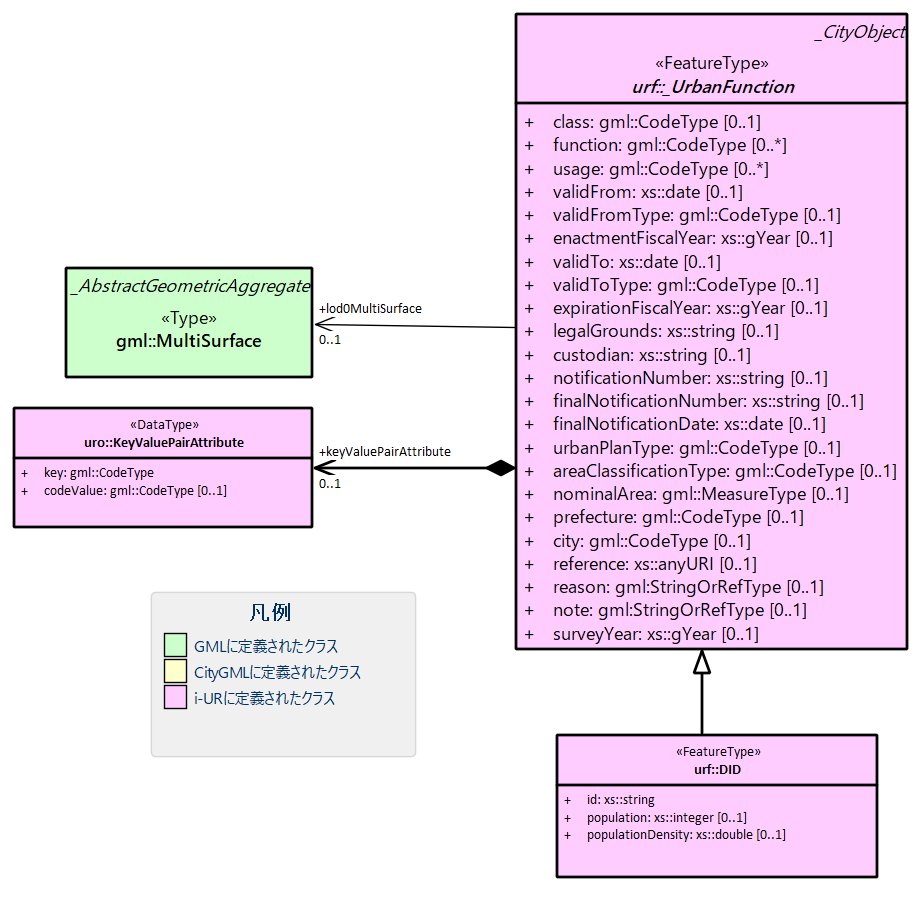 _CityObject
«FeatureType»
urf::_UrbanFunction
+ class: gml::CodeType [0..1]
+ function: gml::CodeType [0..*]
+ usage: gml::CodeType [0..*]
+ validFrom: xs::date [0..1]
+ validFromType: gml::CodeType [0..1]
+ enactmentFiscalYear: xs::gYear [0..1]
+ validTo: xs::date [0..1]
+ validToType: gml::CodeType [0..1]
+ expirationFiscalYear: xs::gYear [0..1]
+ legalGrounds: xs::string [0..1]
+ custodian: xs::string [0..1]
+ notificationNumber: xs::string [0..1]
+ finalNotificationNumber: xs::string [0..1]
+ finalNotificationDate: xs::date [0..1]
+ urbanPlanType: gml::CodeType [0..1]
+ areaClassificationType: gml::CodeType [0..1]
+ nominalArea: gml::MeasureType [0..1]
+ prefecture: gml::CodeType [0..1]
+ city: gml::CodeType [0..1]
+ reference: xs::anyURI [0..1]
+ reason: gml:StringOrRefType [0..1]
+ note: gml:StringOrRefType [0..1]
+ surveyYear: xs::gYear [0..1]
_AbstractGeometricAggregate
«Type»
gml::MultiSurface
+lod0MultiSurface
0..1
«DataType»
uro::KeyValuePairAttribute
+ key: gml::CodeType
+ codeValue: gml::CodeType [0..1]
+keyValuePairAttribute
0..1
凡例
GMLに定義されたクラス
CityGMLに定義されたクラス
i-URに定義されたクラス
«FeatureType»
urf::DID
+ id: xs::string
+ population: xs::integer [0..1]
+ populationDensity: xs::double [0..1]